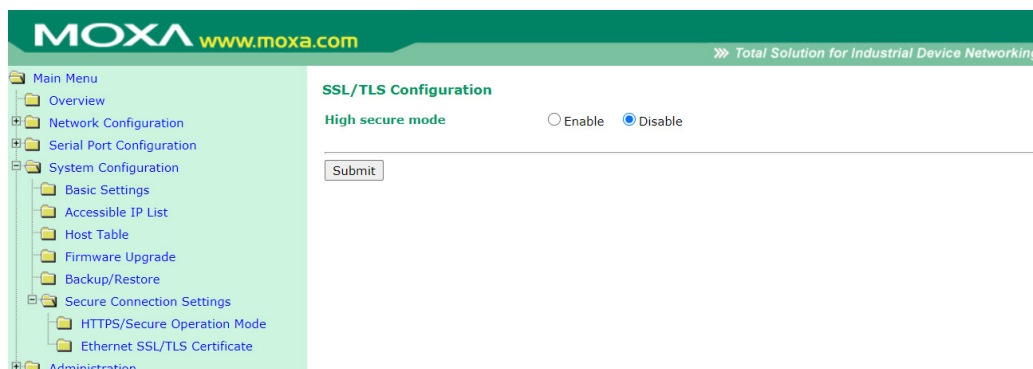 MOXA www.moxa.com
Total Solution for Industrial Device Networking
Main Menu
Overview
Network Configuration
Serial Port Configuration
System Configuration
Basic Settings
Accessible IP List
Host Table
Firmware Upgrade
Backup/Restore
Secure Connection Settings
HTTPS/Secure Operation Mode
Ethernet SSL/TLS Certificate
Administration
SSL/TLS Configuration
High secure mode Enable Disable
Submit